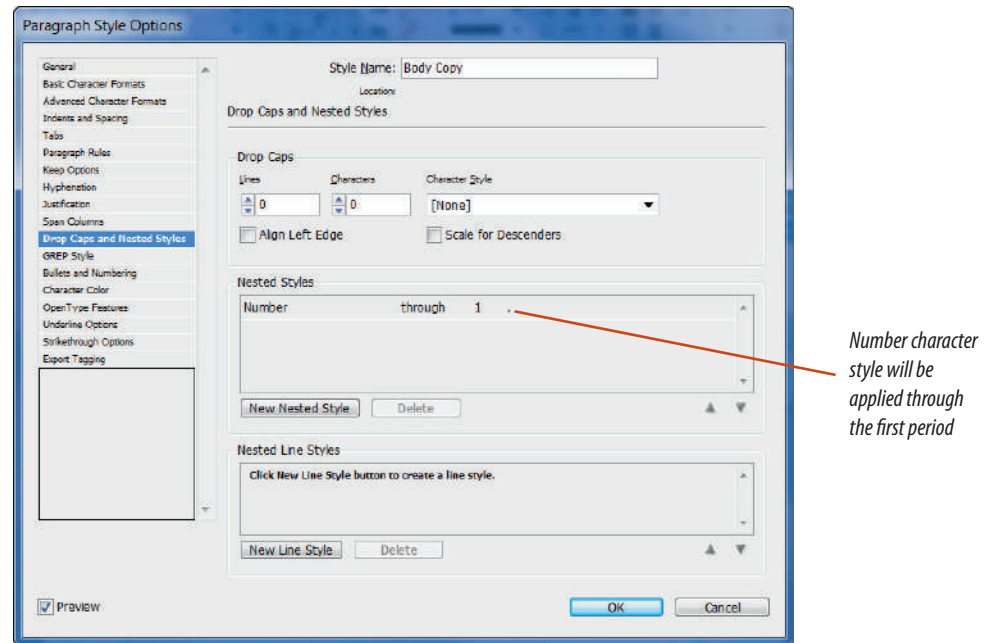 Paragraph Style Options
General
Basic Character Formats
Advanced Character Formats
Indents and Spacing
Tabs
Paragraph Rules
Keep Options
Hyphenation
Justification
Span Columns
Drop Caps and Nested Styles
GREP Style
Bullets and Numbering
Character Color
OpenType Features
Underline Options
Strikethrough Options
Export Tagging
Style Name: Body Copy
Location:
Drop Caps and Nested Styles
Drop Caps
Lines Characters Character Style
0 0 [None]
Align Left Edge Scale for Descenders
Nested Styles
Number through 1 .
New Nested Style Delete
Nested Line Styles
Click New Line Style button to create a line style.
New Line Style Delete
Preview
OK Cancel
Number character
style will be
applied through
the first period